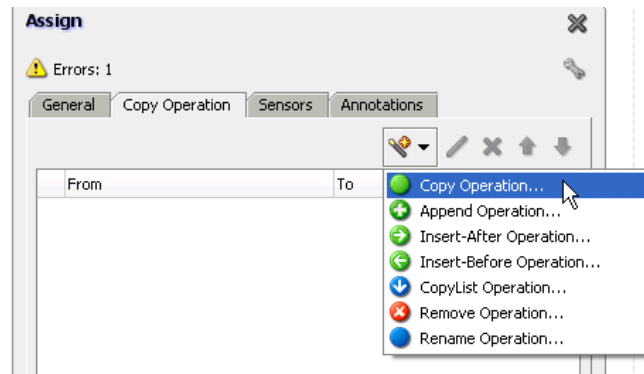 Assign
Errors: 1
General Copy Operation Sensors Annotations
From To
Copy Operation...
Append Operation...
Insert-After Operation...
Insert-Before Operation...
CopyList Operation...
Remove Operation...
Rename Operation...